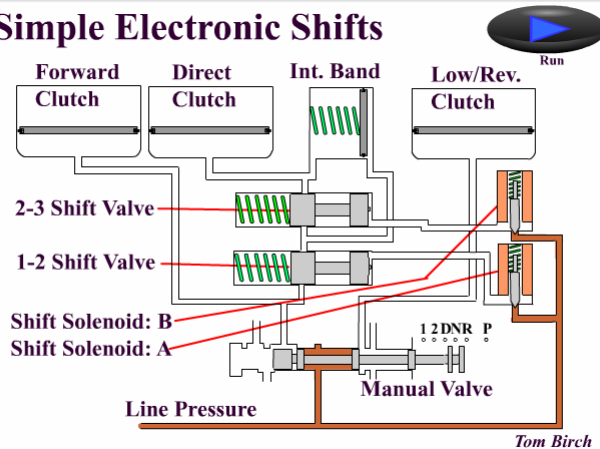 Simple Electronic Shifts
Run
Forward
Clutch
Direct
Clutch
Int. Band
Low/Rev.
Clutch
2-3 Shift Valve
1-2 Shift Valve
Shift Solenoid: B
Shift Solenoid: A
1 2 D N R P
Manual Valve
Line Pressure
Tom Birch